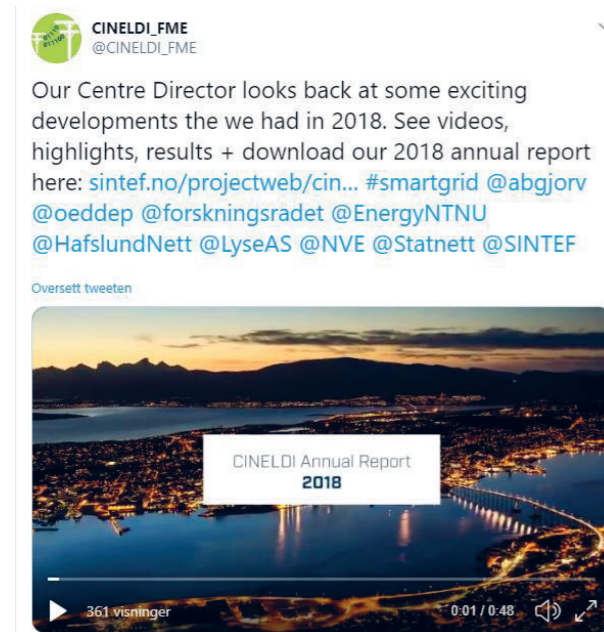 CINELDI_FME
@CINELDI_FME
Our Centre Director looks back at some exciting
developments the we had in 2018. See videos,
highlights, results + download our 2018 annual report
here: sintef.no/projectweb/cin... #smartgrid @abgjorv
@oeddep @forskningsradet @EnergyNTNU
@HafslundNett @LyseAS @NVE @Statnett @SINTEF
Oversett tweeten
CINELDI Annual Report
2018
361 visninger
0:01 / 0:48